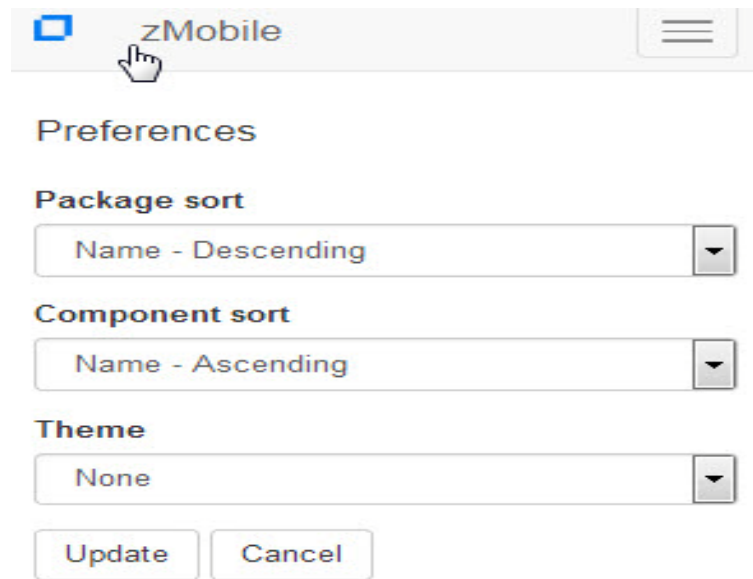 zMobile
Preferences
Package sort
Name - Descending
Component sort
Name - Ascending
Theme
None
Update Cancel